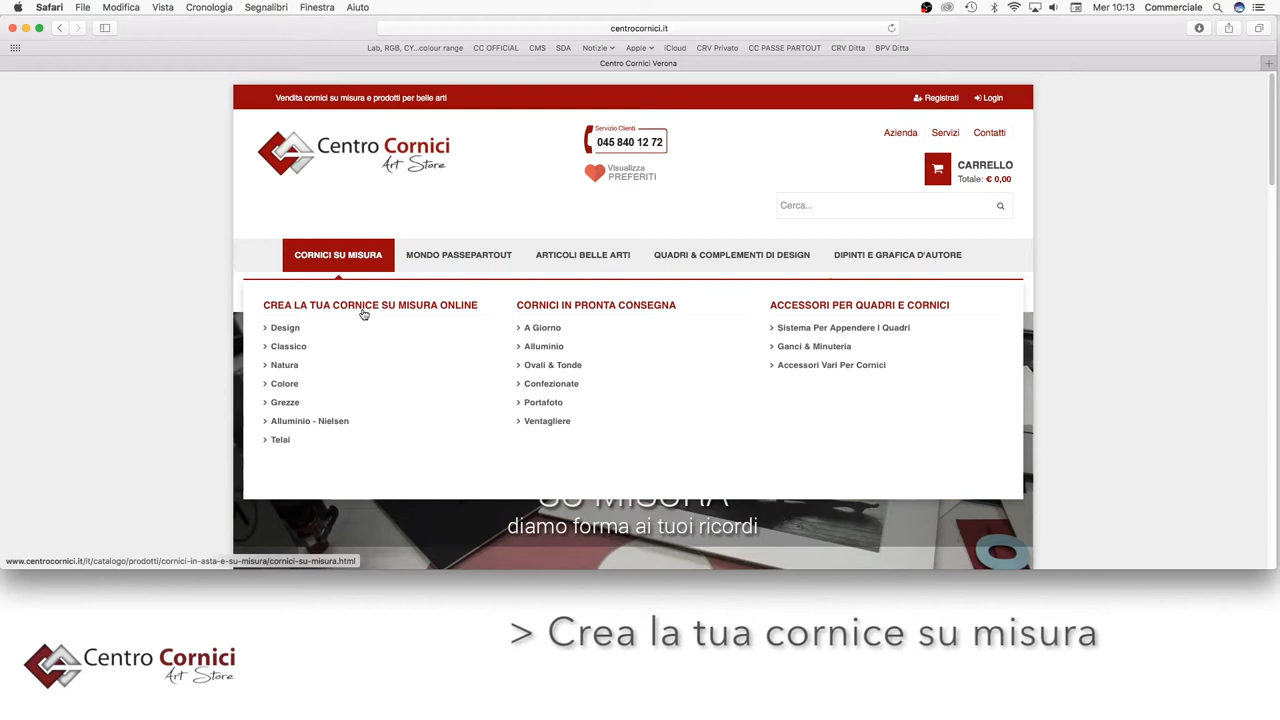 Safari File Modifica Vista Cronologia Segnalibri Finestra Aiuto Mer 10:13 Commerciale
centrocornici.it
Lab, RGB, CY...colour range CC OFFICIAL CMS SDA Notizie Apple iCloud CRV Privato CC PASSE PARTOUT CRV Ditta BPV Ditta
Centro Cornici Verona
Vendita cornici su misura e prodotti per belle arti Registrati Login
Centro Cornici
Art Store
Servizio Clienti
045 840 12 72
Visualizza
PREFERITI
Azienda Servizi Contatti
CARRELLO
Totale: € 0,00
Cerca...
CORNICI SU MISURA MONDO PASSEPARTOUT ARTICOLI BELLE ARTI QUADRI & COMPLEMENTI DI DESIGN DIPINTI E GRAFICA D'AUTORE
CREA LA TUA CORNICE SU MISURA ONLINE
> Design
> Classico
> Natura
> Colore
> Grezze
> Alluminio - Nielsen
> Telai
CORNICI IN PRONTA CONSEGNA
> A Giorno
> Alluminio
> Ovali & Tonde
> Confezionate
> Portafoto
> Ventagliere
ACCESSORI PER QUADRI E CORNICI
> Sistema Per Appendere I Quadri
> Ganci & Minuteria
> Accessori Vari Per Cornici
SU MISURA
diamo forma ai tuoi ricordi
www.centrocornici.it/it/catalogo/prodotti/cornici-in-asta-e-su-misura/cornici-su-misura.html
> Crea la tua cornice su misura
Centro Cornici
Art Store